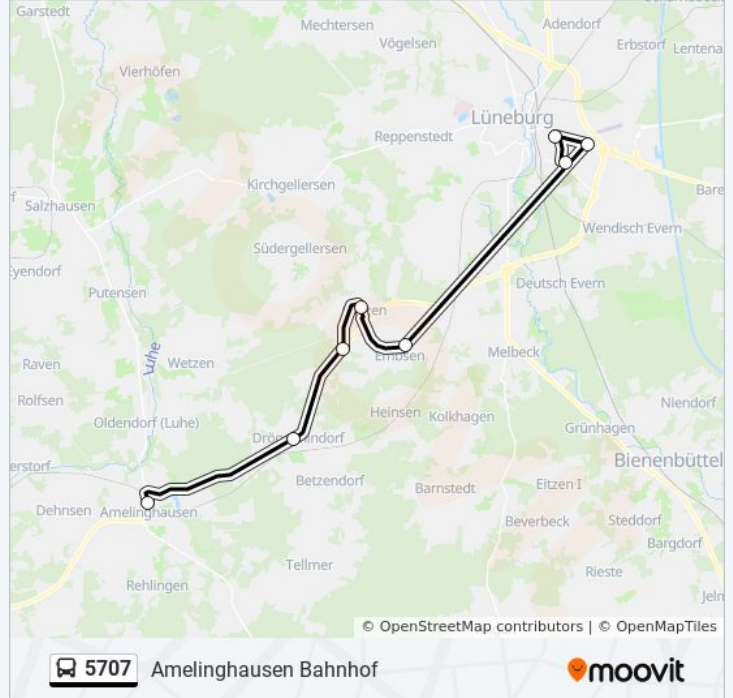 Garstedt
Adendorf
Mechtersen
Erbstorf
Lentena
Vögelsen
Vierhöfen
Lüneburg
Reppenstedt
Kirchgellersen
Bare
Salzhausen
Wendisch Evern
Südergellersen
Eyendorf
Deutsch Evern
Putensen
Luhe
Embsen
Melbeck
Raven
Wetzen
Rolfsen
Niendorf
Heinsen
Kolkhagen
Oldendorf (Luhe)
Grünhagen
Bienenbüttel
erstorf
Betzendorf
Eitzen I
Barnstedt
Dehnsen
Amelinghausen
Beverbeck
Steddorf
Bargdorf
Tellmer
Rieste
Rehlingen
Jeln
© OpenStreetMap contributors | © OpenMapTiles
5707 Amelinghausen Bahnhof
moovit